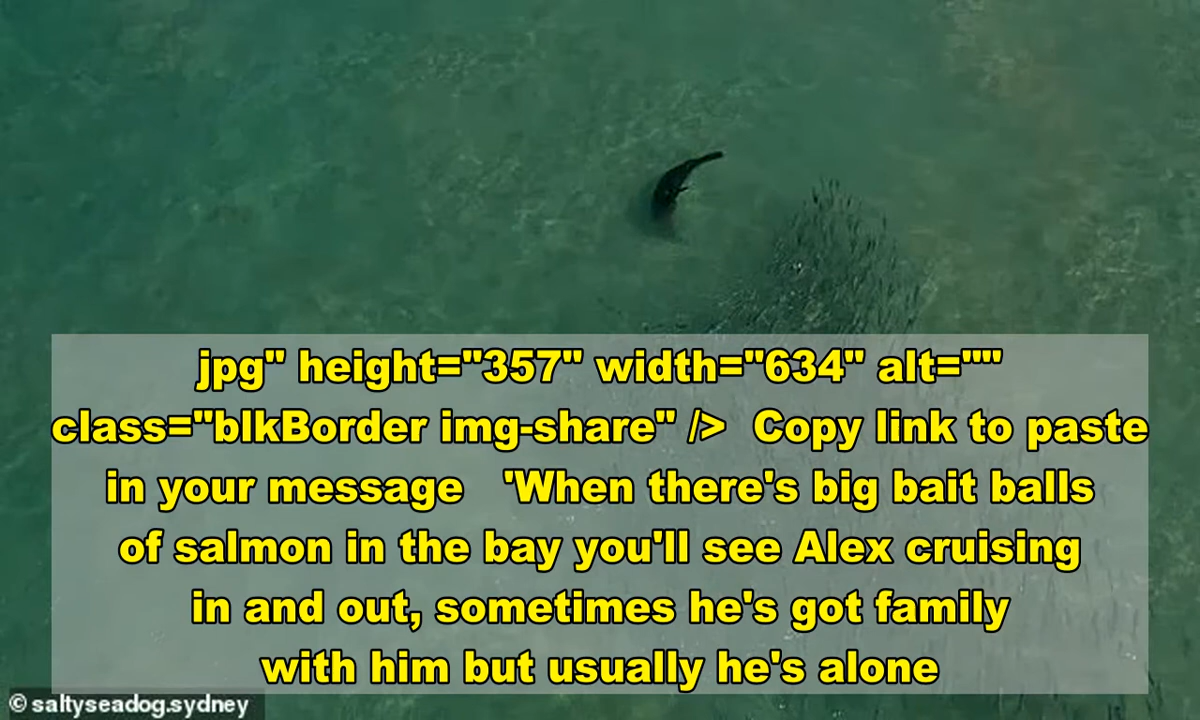 jpg" height="357" width="634" alt=""
class="blkBorder img-share" />  Copy link to paste
in your message   'When there's big bait balls
of salmon in the bay you'll see Alex cruising
in and out, sometimes he's got family
with him but usually he's alone
© saltyseadog.sydney